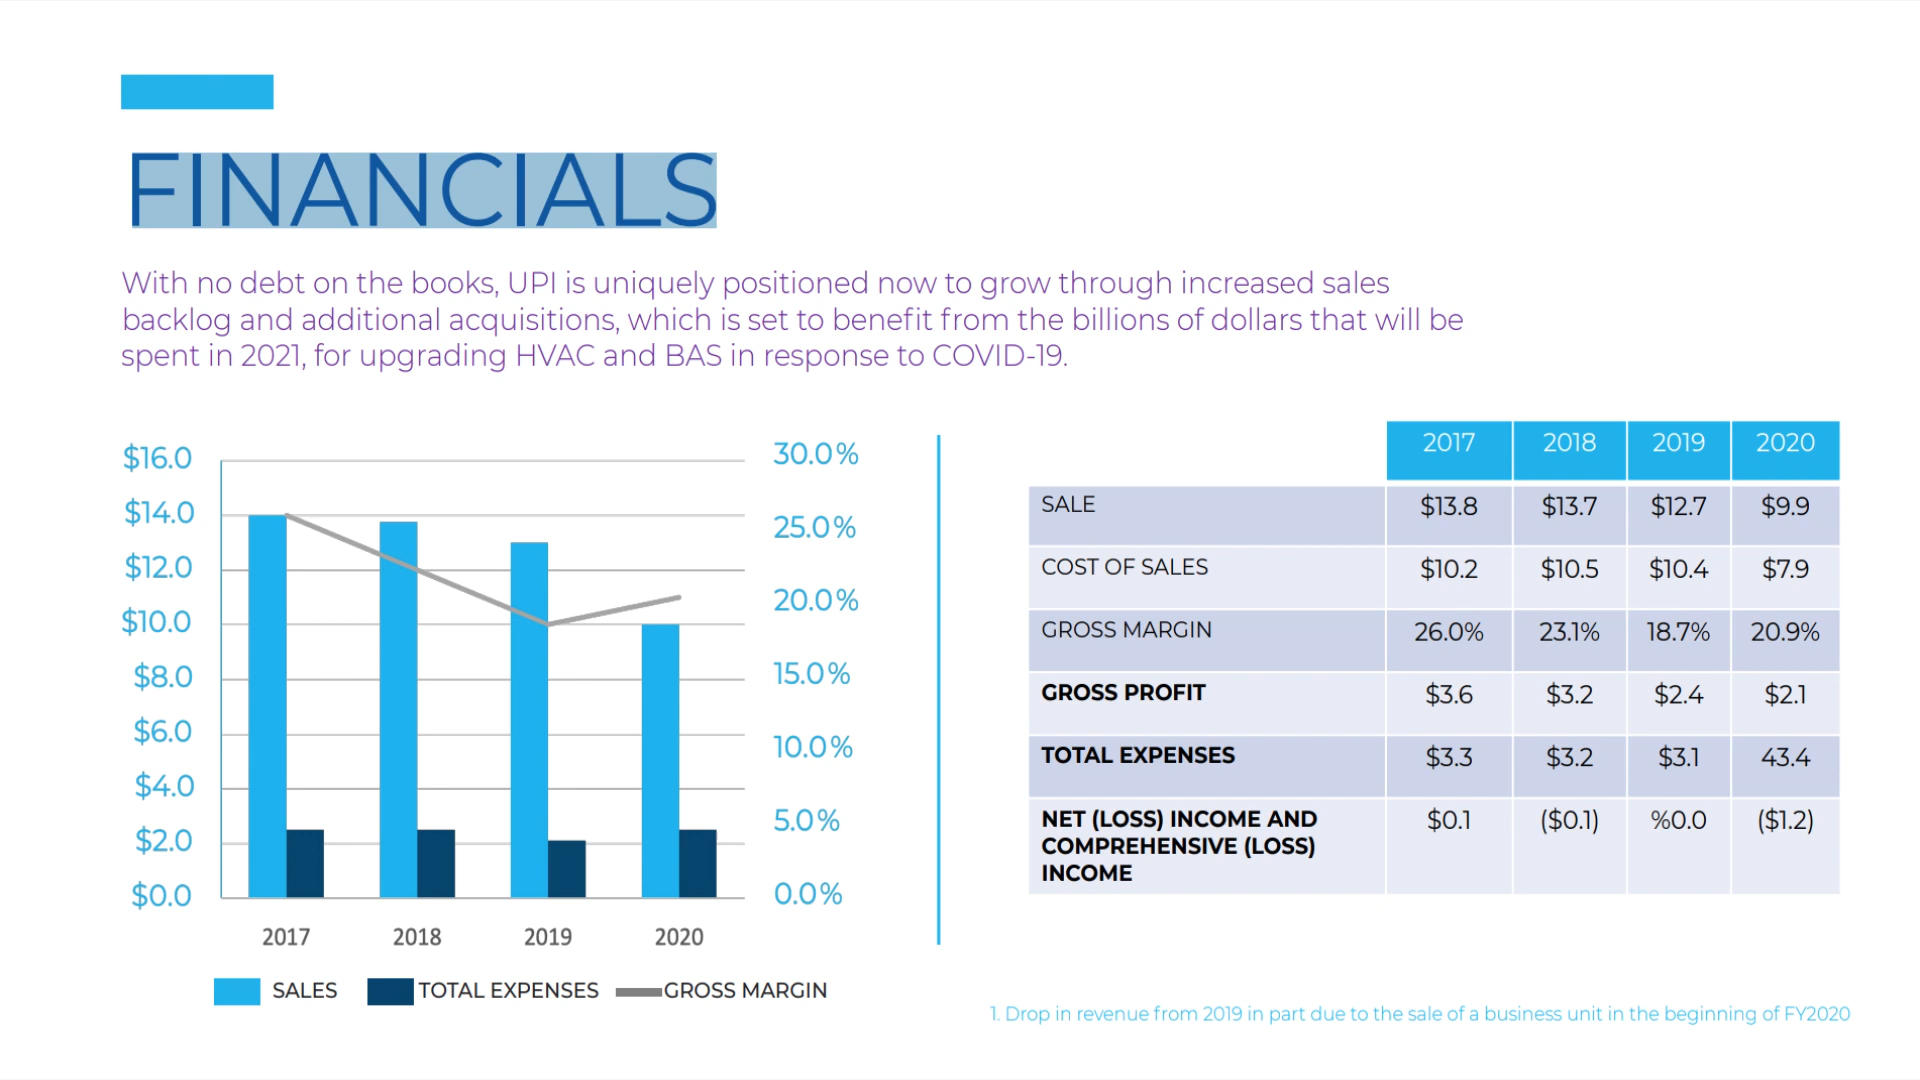 FINANCIALS
With no debt on the books, UPI is uniquely positioned now to grow through increased sales
backlog and additional acquisitions, which is set to benefit from the billions of dollars that will be
spent in 2021, for upgrading HVAC and BAS in response to COVID-19.
$16.0
$14.0
$12.0
$10.0
$8.0
$6.0
$4.0
$2.0
$0.0
30.0%
25.0%
20.0%
15.0%
10.0%
5.0%
0.0%
2017 2018 2019 2020
SALES TOTAL EXPENSES GROSS MARGIN
2017 2018 2019 2020
SALE $13.8 $13.7 $12.7 $9.9
COST OF SALES $10.2 $10.5 $10.4 $7.9
GROSS MARGIN 26.0% 23.1% 18.7% 20.9%
GROSS PROFIT $3.6 $3.2 $2.4 $2.1
TOTAL EXPENSES $3.3 $3.2 $3.1 43.4
NET (LOSS) INCOME AND $0.1 ($0.1) %0.0 ($1.2)
COMPREHENSIVE (LOSS)
INCOME
1. Drop in revenue from 2019 in part due to the sale of a business unit in the beginning of FY2020